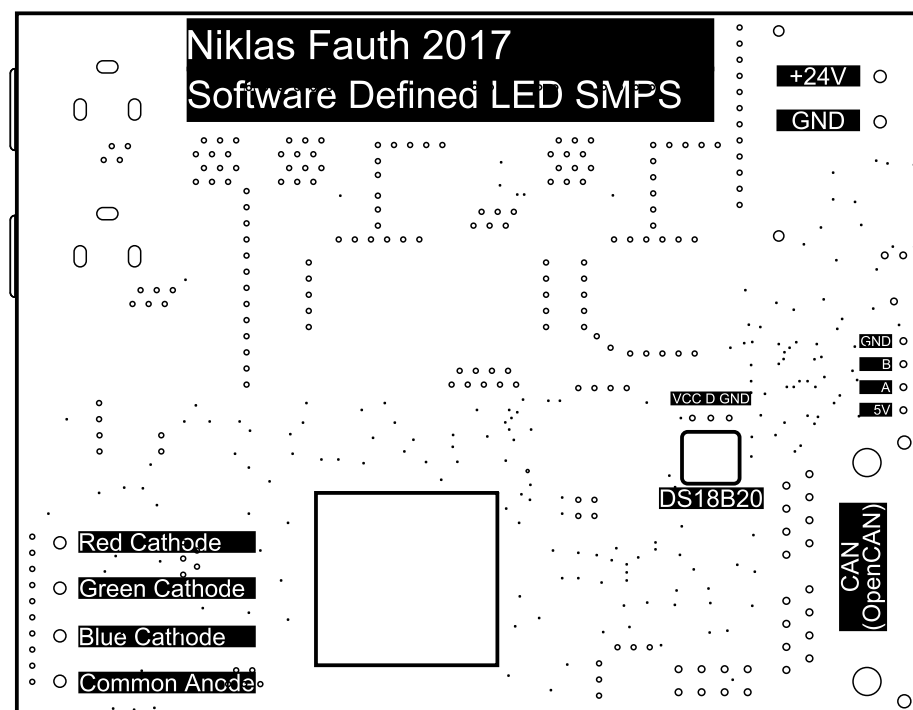 Niklas Fauth 2017
Software Defined LED SMPS
+24V
GND
GND
B
A
5V
VCC D GND
DS18B20
CAN
(OpenCAN)
Red Cathode
Green Cathode
Blue Cathode
Common Anode